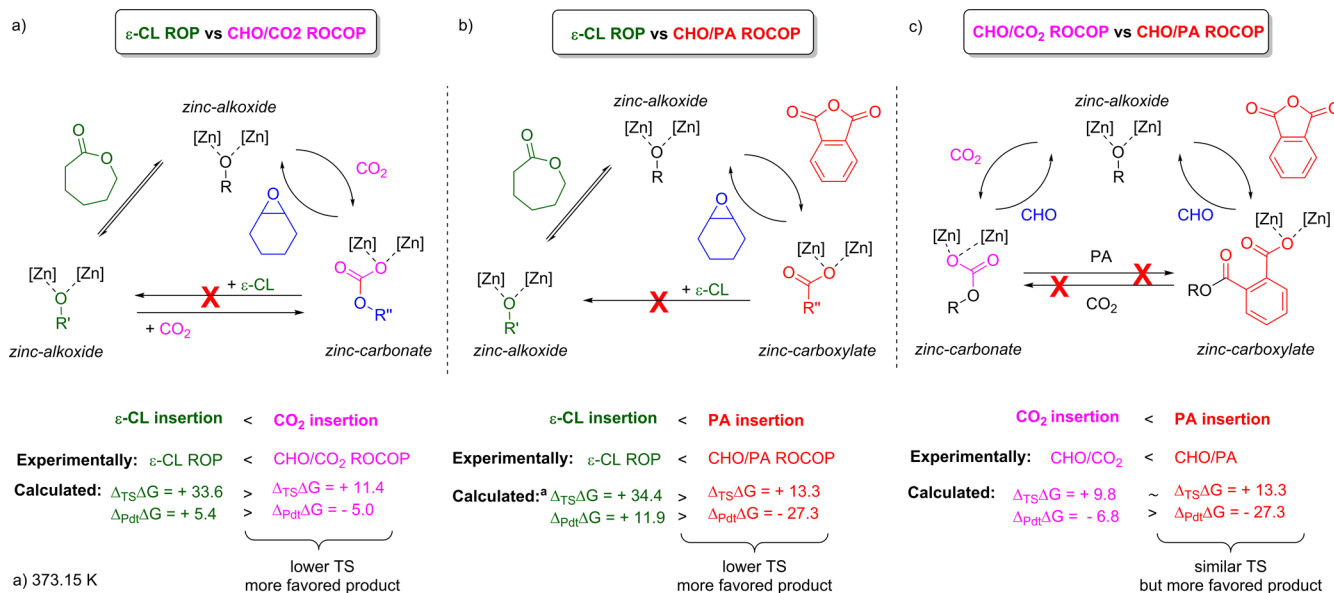 a)
ε-CL ROP vs CHO/CO2 ROCOP
zinc-alkoxide
[Zn] [Zn]
O
R
O
O
CO2
O
[Zn] [Zn]
O
R'
zinc-alkoxide
+ ε-CL
X
+ CO2
[Zn] [Zn]
O O
O
R"
zinc-carbonate
ε-CL insertion < CO2 insertion
Experimentally: ε-CL ROP < CHO/CO2 ROCOP
Calculated: ΔTSΔG = + 33.6 > ΔTSΔG = + 11.4
ΔPdtΔG = + 5.4 > ΔPdtΔG = - 5.0
lower TS
more favored product
a) 373.15 K
b)
ε-CL ROP vs CHO/PA ROCOP
zinc-alkoxide
[Zn] [Zn]
O
R
O
O
O O O
O
[Zn] [Zn]
O
R'
zinc-alkoxide
+ ε-CL
X
[Zn] [Zn]
O O
R"
zinc-carboxylate
ε-CL insertion < PA insertion
Experimentally: ε-CL ROP < CHO/PA ROCOP
Calculated:a ΔTSΔG = + 34.4 > ΔTSΔG = + 13.3
ΔPdtΔG = + 11.9 > ΔPdtΔG = - 27.3
lower TS
more favored product
c)
CHO/CO2 ROCOP vs CHO/PA ROCOP
zinc-alkoxide
[Zn] [Zn]
O
R
O O O
CO2
CHO
CHO
[Zn] [Zn]
O
O
O
R
zinc-carbonate
PA
X
X
CO2
[Zn] [Zn]
O O
O
RO
zinc-carboxylate
CO2 insertion < PA insertion
Experimentally: CHO/CO2 < CHO/PA
Calculated: ΔTSΔG = + 9.8 ~ ΔTSΔG = + 13.3
ΔPdtΔG = - 6.8 > ΔPdtΔG = - 27.3
similar TS
but more favored product